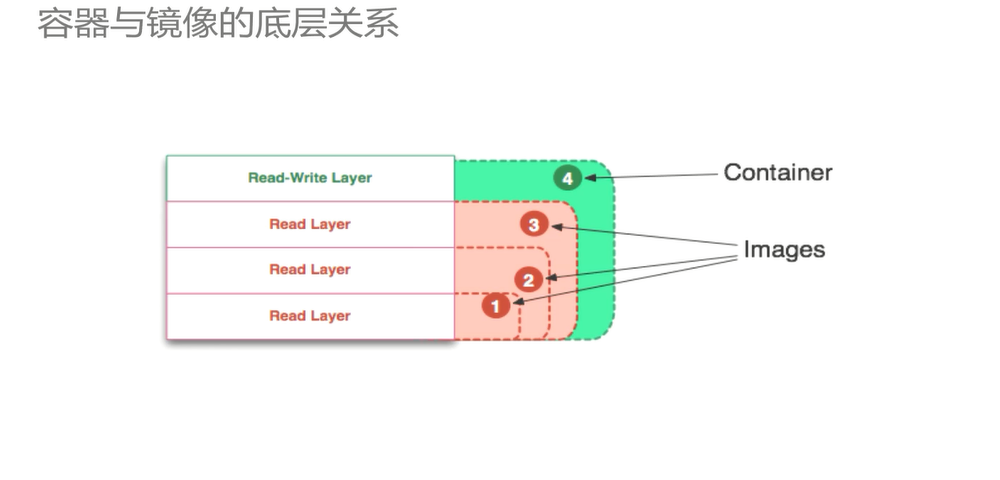 容器与镜像的底层关系
Read-Write Layer
4
Container
Read Layer
3
Images
Read Layer
2
1
Read Layer